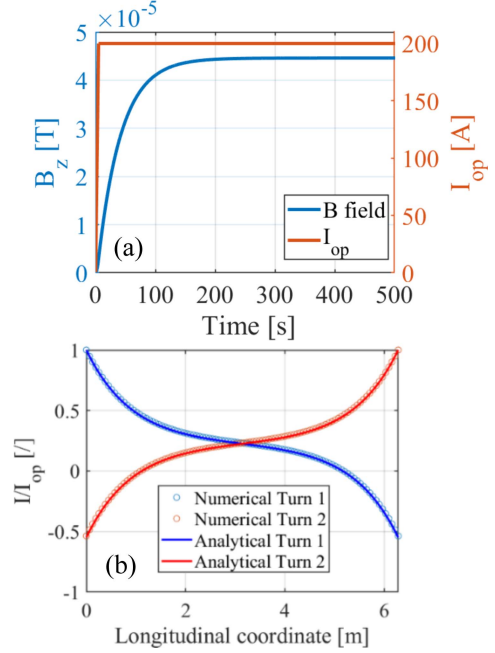 ×10⁻⁵
5
4
3
2
1
0
B_z [T]
200
150
100
50
0
I_op [A]
B field
I_op
(a)
0 100 200 300 400 500
Time [s]
1
0.5
0
-0.5
-1
I/I_op [/]
Numerical Turn 1
Numerical Turn 2
Analytical Turn 1
Analytical Turn 2
(b)
0 2 4 6
Longitudinal coordinate [m]